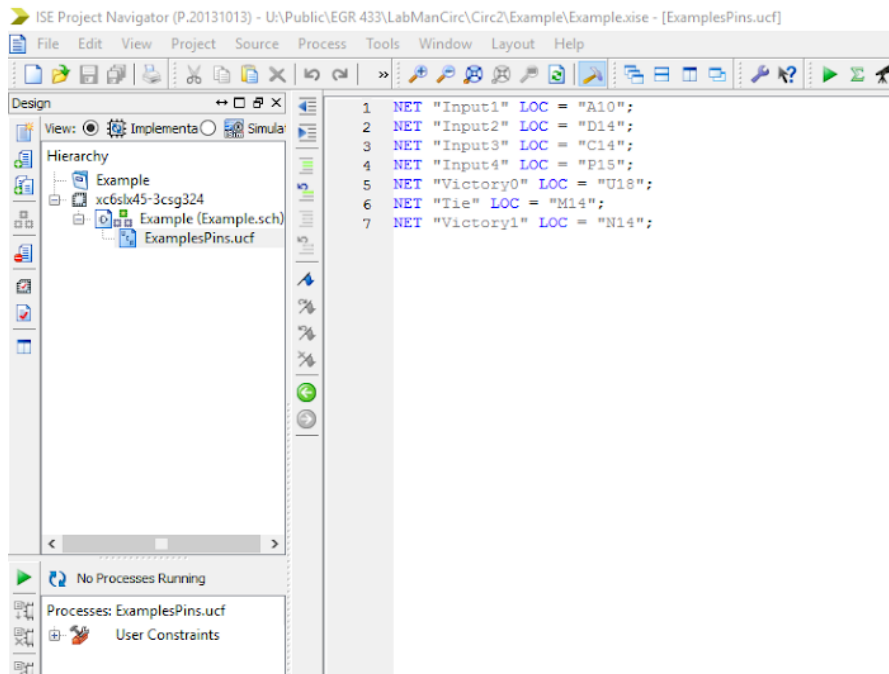 ISE Project Navigator (P.20131013) - U:\Public\EGR 433\LabManCirc\Circ2\Example\Example.xise - [ExamplesPins.ucf]
File Edit View Project Source Process Tools Window Layout Help
»
Design
View: Implementa Simula
Hierarchy
Example
xc6slx45-3csg324
Example (Example.sch)
ExamplesPins.ucf
1 NET "Input1" LOC = "A10";
2 NET "Input2" LOC = "D14";
3 NET "Input3" LOC = "C14";
4 NET "Input4" LOC = "P15";
5 NET "Victory0" LOC = "U18";
6 NET "Tie" LOC = "M14";
7 NET "Victory1" LOC = "N14";
No Processes Running
Processes: ExamplesPins.ucf
User Constraints